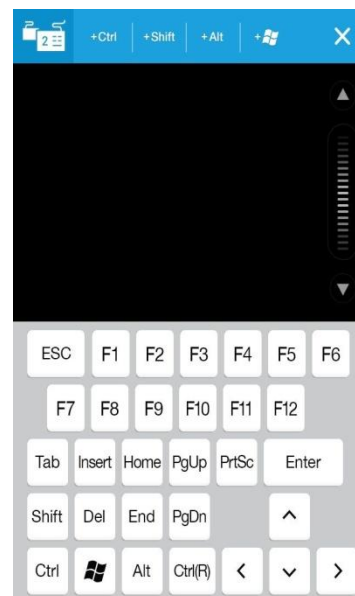 2 +Ctrl +Shift +Alt +
ESC F1 F2 F3 F4 F5 F6
F7 F8 F9 F10 F11 F12
Tab Insert Home PgUp PrtSc Enter
Shift Del End PgDn
Ctrl Alt Ctrl(R)